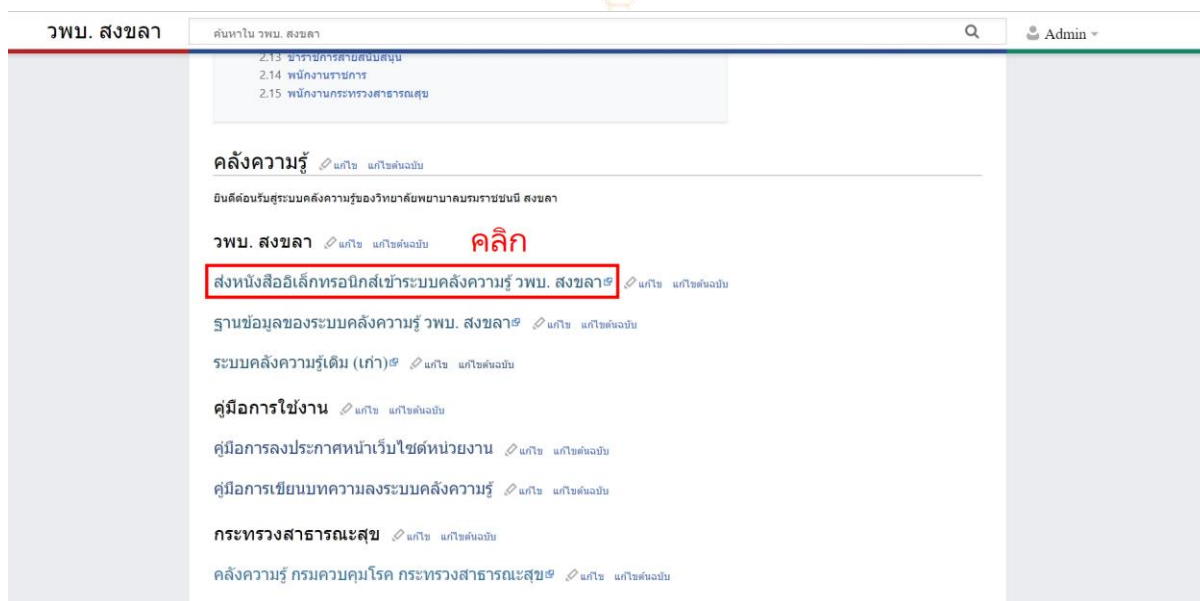 วพบ. สงขลา
ค้นหาใน วพบ. สงขลา
Admin
2.13 ข้าราชการสายสนับสนุน
2.14 พนักงานราชการ
2.15 พนักงานกระทรวงสาธารณสุข
คลังความรู้ แก้ไข แก้ไขต้นฉบับ
ยินดีต้อนรับสู่ระบบคลังความรู้ของวิทยาลัยพยาบาลบรมราชชนนี สงขลา
วพบ. สงขลา แก้ไข แก้ไขต้นฉบับ คลิก
ส่งหนังสืออิเล็กทรอนิกส์เข้าระบบคลังความรู้ วพบ. สงขลา แก้ไข แก้ไขต้นฉบับ
ฐานข้อมูลของระบบคลังความรู้ วพบ. สงขลา แก้ไข แก้ไขต้นฉบับ
ระบบคลังความรู้เดิม (เก่า) แก้ไข แก้ไขต้นฉบับ
คู่มือการใช้งาน แก้ไข แก้ไขต้นฉบับ
คู่มือการลงประกาศหน้าเว็บไซต์หน่วยงาน แก้ไข แก้ไขต้นฉบับ
คู่มือการเขียนบทความลงระบบคลังความรู้ แก้ไข แก้ไขต้นฉบับ
กระทรวงสาธารณะสุข แก้ไข แก้ไขต้นฉบับ
คลังความรู้ กรมควบคุมโรค กระทรวงสาธารณะสุข แก้ไข แก้ไขต้นฉบับ